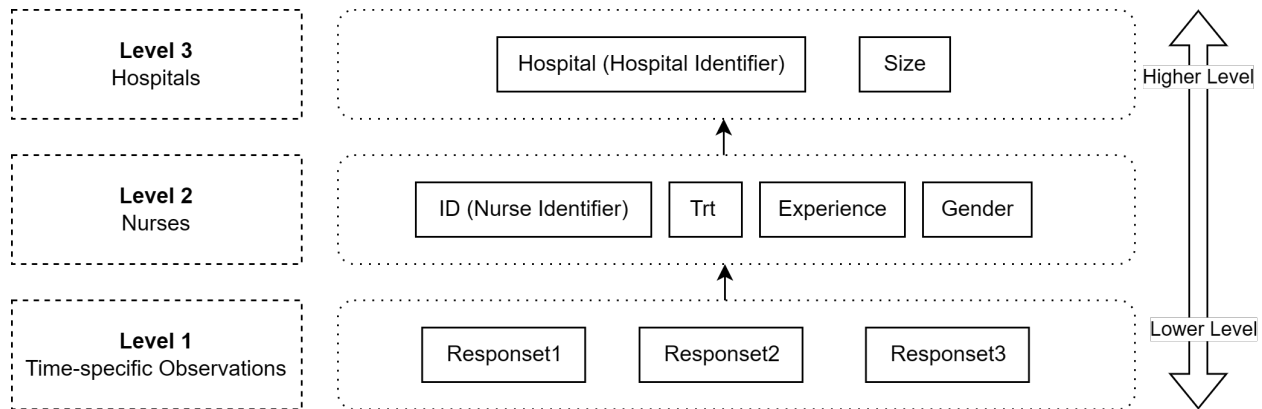 Level 3
Hospitals
Hospital (Hospital Identifier)
Size
Higher Level
Level 2
Nurses
ID (Nurse Identifier)
Trt
Experience
Gender
Level 1
Time-specific Observations
Responset1
Responset2
Responset3
Lower Level